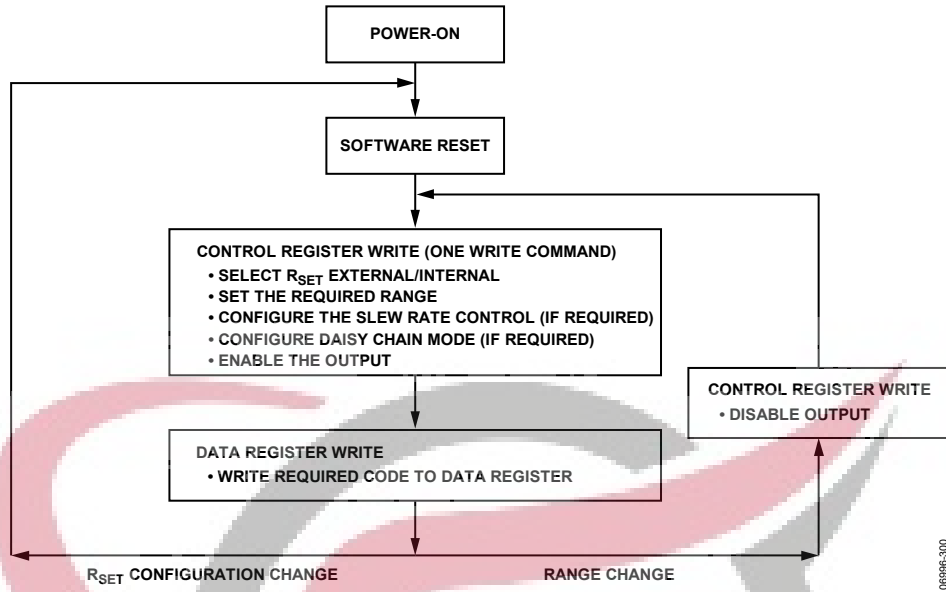 POWER-ON
SOFTWARE RESET
CONTROL REGISTER WRITE (ONE WRITE COMMAND)
• SELECT RSET EXTERNAL/INTERNAL
• SET THE REQUIRED RANGE
• CONFIGURE THE SLEW RATE CONTROL (IF REQUIRED)
• CONFIGURE DAISY CHAIN MODE (IF REQUIRED)
• ENABLE THE OUTPUT
CONTROL REGISTER WRITE
• DISABLE OUTPUT
DATA REGISTER WRITE
• WRITE REQUIRED CODE TO DATA REGISTER
RSET CONFIGURATION CHANGE
RANGE CHANGE
06996-300